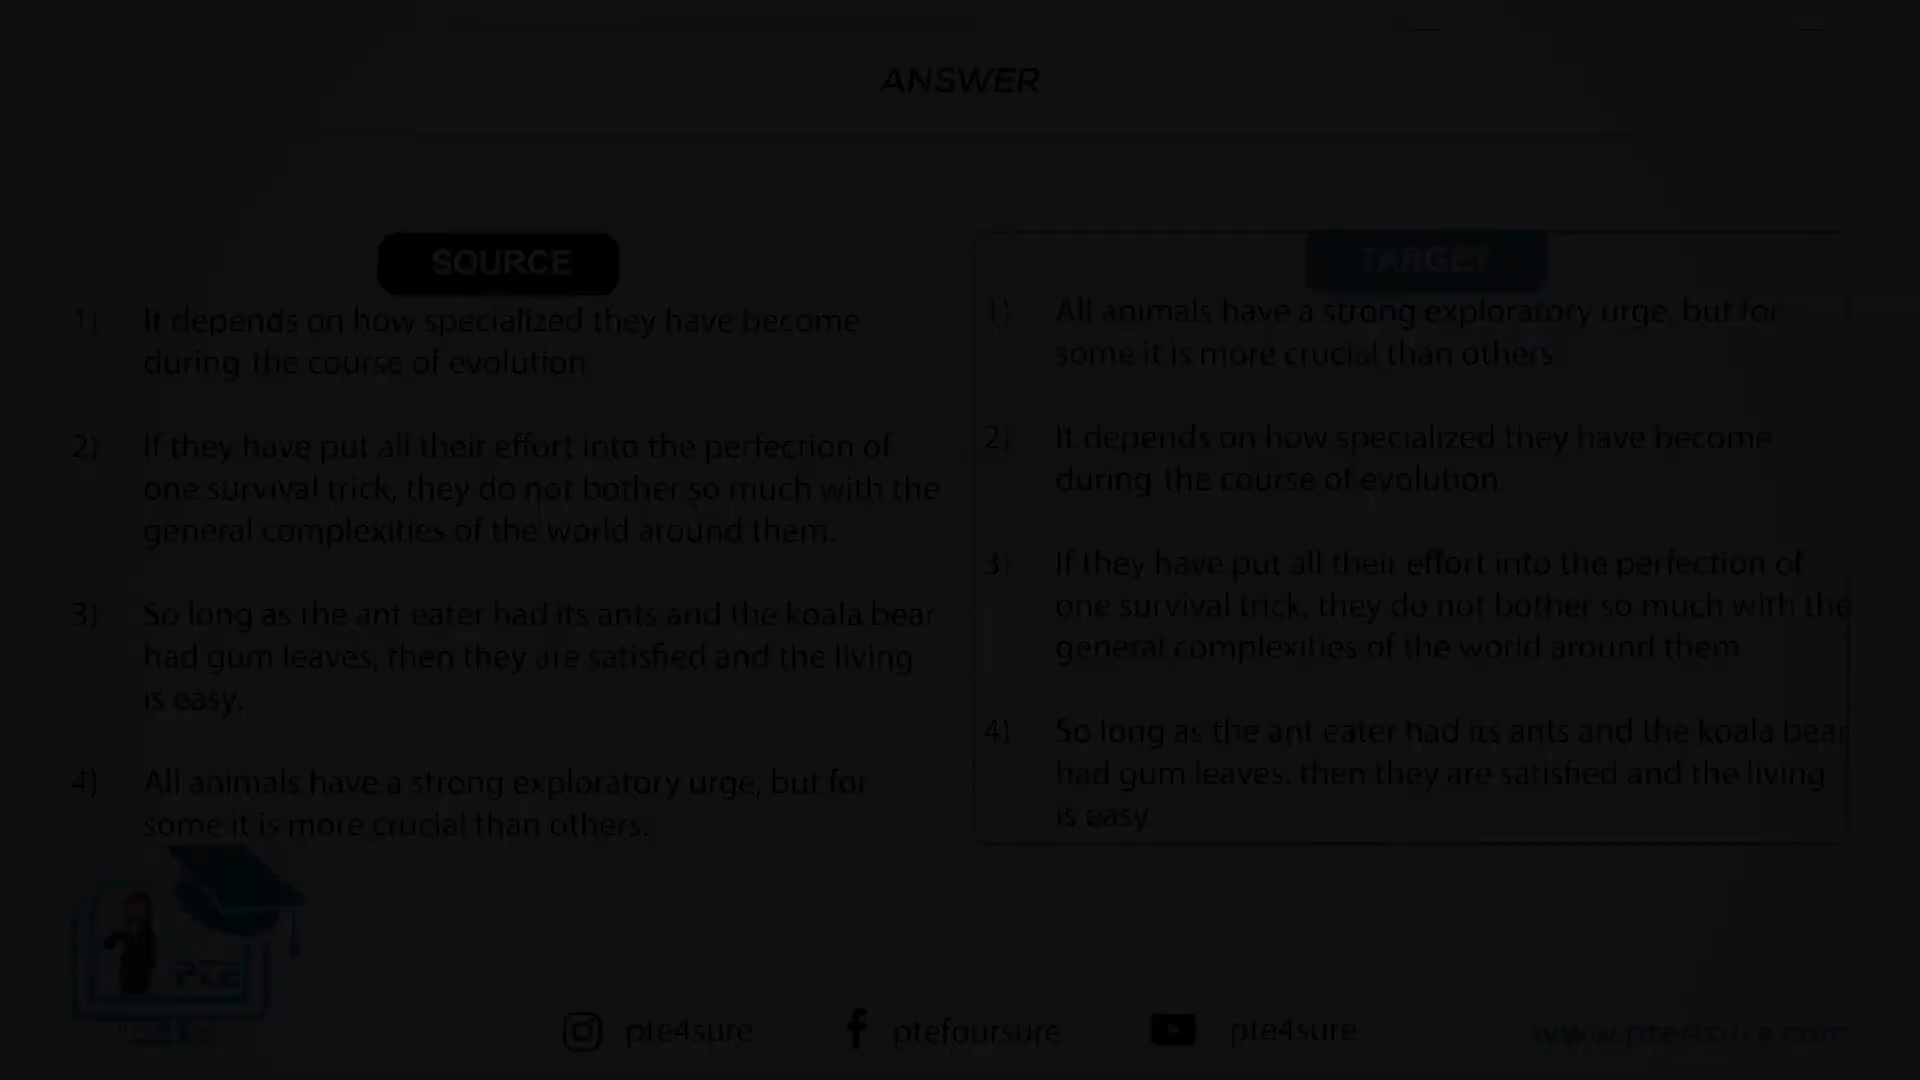 ANSWER
SOURCE
1) It depends on how specialized they have become
during the course of evolution
2) If they have put all their effort into the perfection of
one survival trick, they do not bother so much with the
general complexities of the world around them.
3) So long as the ant eater had its ants and the koala bear
had gum leaves, then they are satisfied and the living
is easy.
4) All animals have a strong exploratory urge, but for
some it is more crucial than others.
TARGET
1) All animals have a strong exploratory urge, but for
some it is more crucial than others
2) It depends on how specialized they have become
during the course of evolution
3) If they have put all their effort into the perfection of
one survival trick, they do not bother so much with the
general complexities of the world around them
4) So long as the ant eater had its ants and the koala bear
had gum leaves, then they are satisfied and the living
is easy
PTE
pte4sure
ptefoursure
pte4sure
www.pte4sure.com